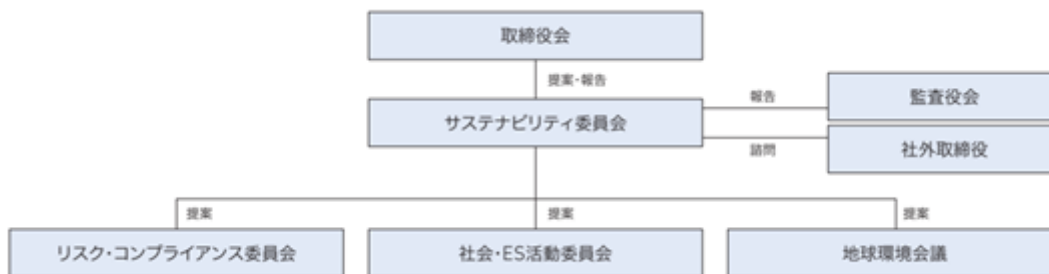 取締役会
提案・報告
サステナビリティ委員会
報告
監査役会
諮問
社外取締役
提案
提案
提案
リスク・コンプライアンス委員会
社会・ES活動委員会
地球環境会議